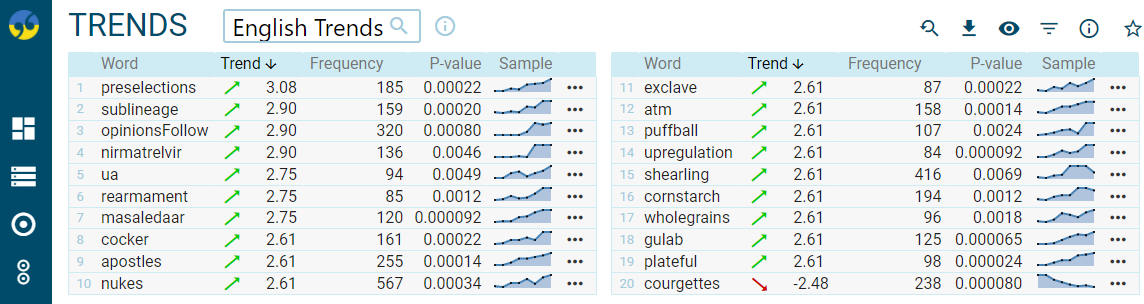 TRENDS English Trends
Word Trend ↓ Frequency P-value Sample
1 preselections 3.08 185 0.00022
2 sublineage 2.90 159 0.00020
3 opinionsFollow 2.90 320 0.00080
4 nirmatrelvir 2.90 136 0.0046
5 ua 2.75 94 0.0049
6 rearmament 2.75 85 0.0012
7 masaledaar 2.75 120 0.000092
8 cocker 2.61 161 0.00022
9 apostles 2.61 255 0.00014
10 nukes 2.61 567 0.00034
Word Trend ↓ Frequency P-value Sample
11 exclave 2.61 87 0.00022
12 atm 2.61 158 0.00014
13 puffball 2.61 107 0.0024
14 upregulation 2.61 84 0.000092
15 shearling 2.61 416 0.0069
16 cornstarch 2.61 194 0.0012
17 wholegrains 2.61 96 0.0018
18 gulab 2.61 125 0.000065
19 plateful 2.61 98 0.000024
20 courgettes -2.48 238 0.000080